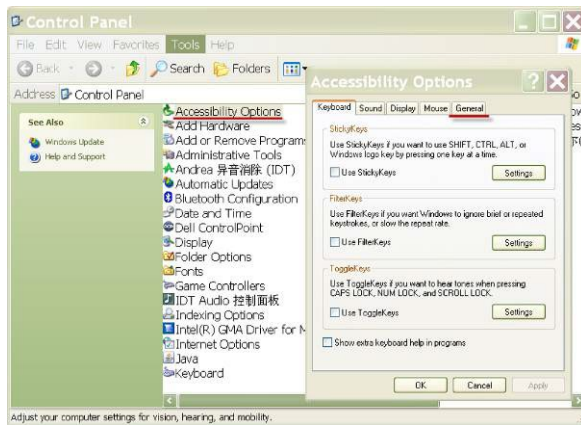 Control Panel
File Edit View Favorites Tools Help
Back Search Folders
Address Control Panel
See Also
Windows Update
Help and Support
Accessibility Options
Add Hardware
Add or Remove Program
Administrative Tools
Andrea 异音消除 (IDT)
Automatic Updates
Bluetooth Configuration
Date and Time
Dell ControlPoint
Display
Folder Options
Fonts
Game Controllers
IDT Audio 控制面板
Indexing Options
Intel(R) GMA Driver for M
Internet Options
Java
Keyboard
Accessibility Options
Keyboard Sound Display Mouse General
StickyKeys
Use StickyKeys if you want to use SHIFT, CTRL, ALT, or
Windows logo key by pressing one key at a time.
Use StickyKeys Settings
FilterKeys
Use FilterKeys if you want Windows to ignore brief or repeated
keystrokes, or slow the repeat rate.
Use FilterKeys Settings
ToggleKeys
Use ToggleKeys if you want to hear tones when pressing
CAPS LOCK, NUM LOCK, and SCROLL LOCK.
Use ToggleKeys Settings
Show extra keyboard help in programs
OK Cancel Apply
Adjust your computer settings for vision, hearing, and mobility.